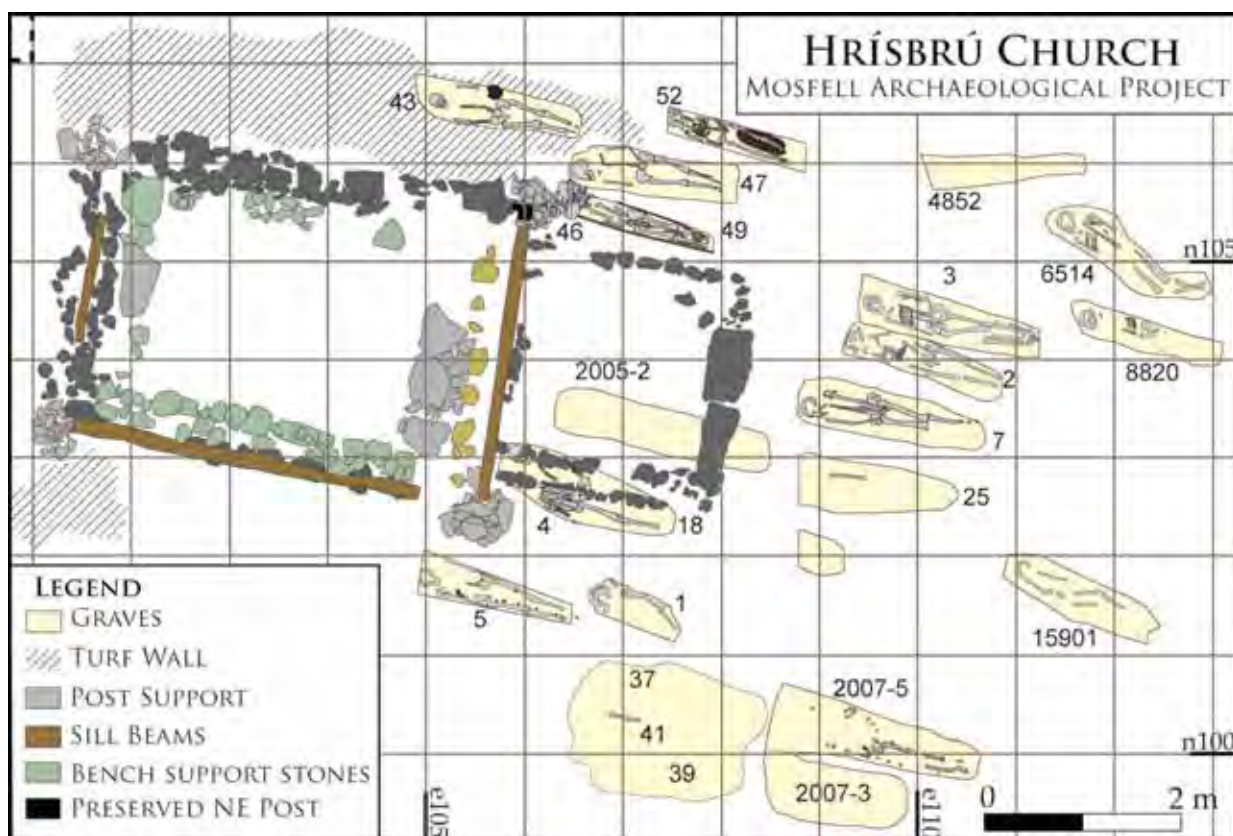 HRÍSBRÚ CHURCH
MOSFELL ARCHAEOLOGICAL PROJECT
43
52
47
4852
46
49
n105
3
6514
2005-2
2
8820
7
25
4
18
5
1
15901
37
2007-5
41
n100
39
2007-3
e105
e110
0
2 m
LEGEND
GRAVES
TURF WALL
POST SUPPORT
SILL BEAMS
BENCH SUPPORT STONES
PRESERVED NE POST